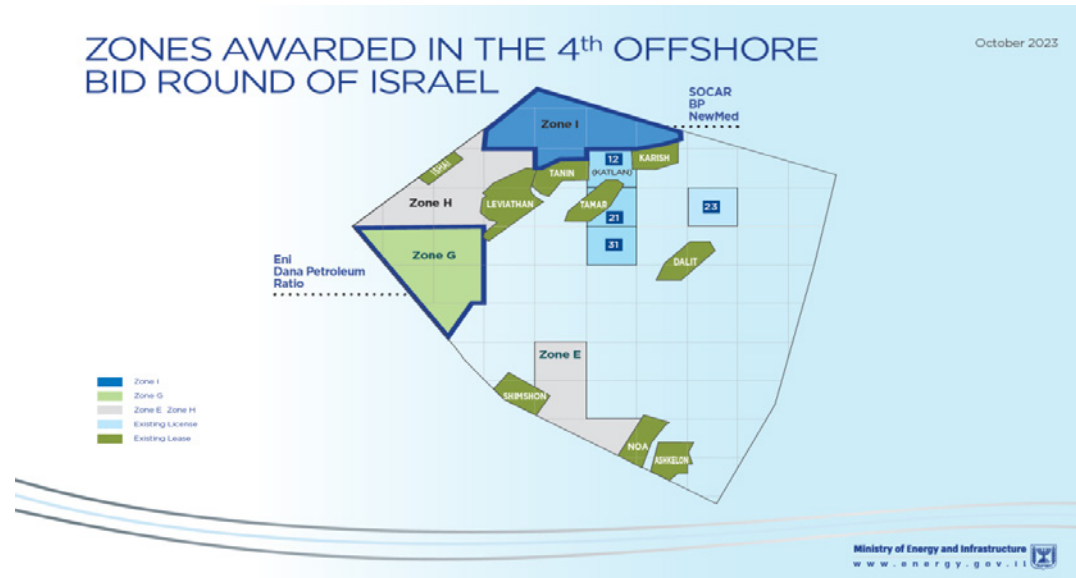 ZONES AWARDED IN THE 4th OFFSHORE
BID ROUND OF ISRAEL
October 2023
SOCAR
BP
NewMed
Zone I
ISHAI
TANIN
12
(KATLAN)
KARISH
Zone H
LEVIATHAN
TAMAR
21
23
31
Zone G
DALIT
Eni
Dana Petroleum
Ratio
Zone E
SHIMSHON
NOA
ASHKELON
Zone I
Zone G
Zone E Zone H
Existing License
Existing Lease
Ministry of Energy and Infrastructure
www.energy.gov.il